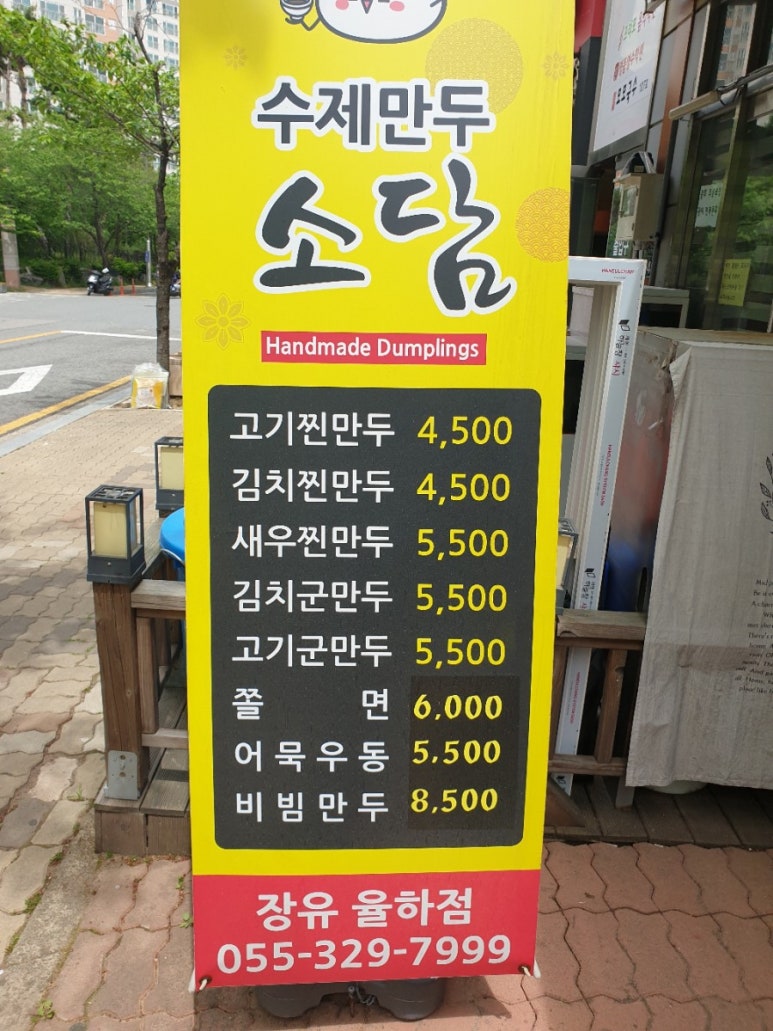 수제만두
소담
Handmade Dumplings
고기찐만두 4,500
김치찐만두 4,500
새우찐만두 5,500
김치군만두 5,500
고기군만두 5,500
쫄 면 6,000
어묵우동 5,500
비빔만두 8,500
장유 율하점
055-329-7999